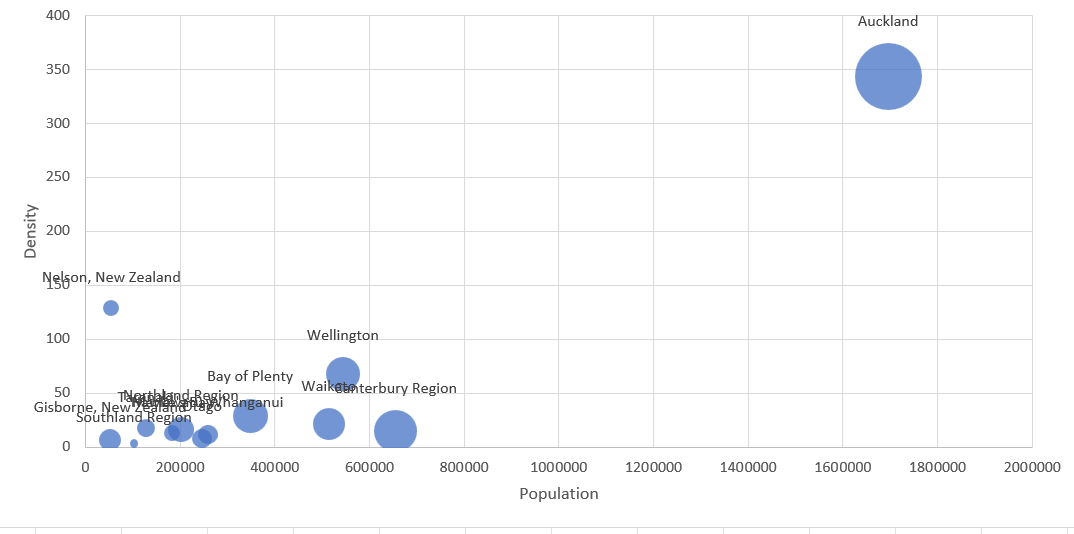 400
Auckland
350
300
250
200
Density
Nelson, New Zealand
150
100
Wellington
Bay of Plenty
Waikato
Canterbury Region
50
Northland Region
Gisborne, New Zealand
Otago
Southland Region
0
0 200000 400000 600000 800000 1000000 1200000 1400000 1600000 1800000 2000000
Population